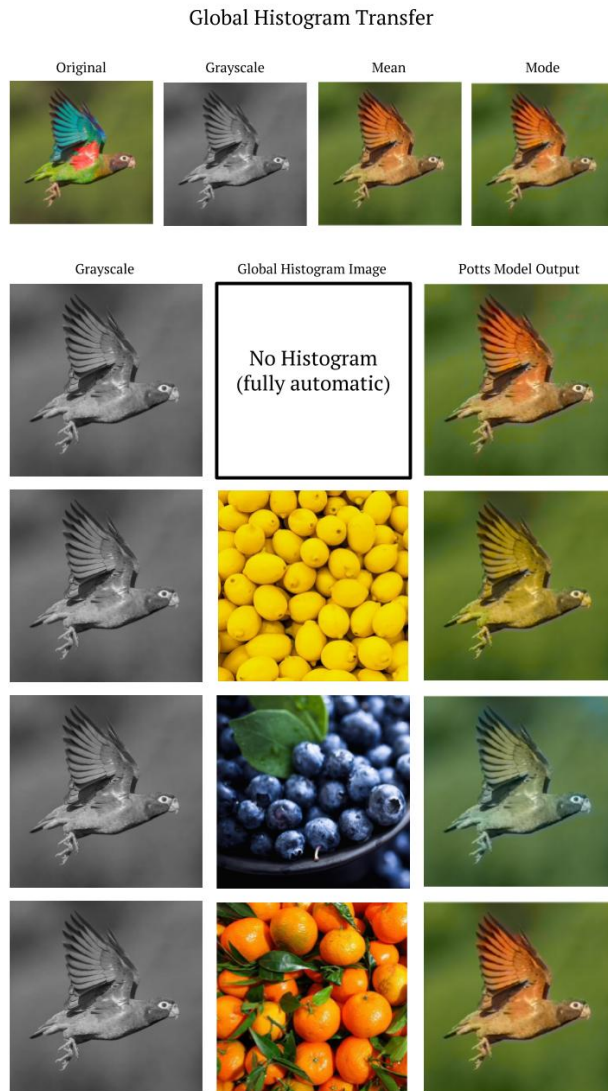 Global Histogram Transfer
Original
Grayscale
Mean
Mode
Grayscale
Global Histogram Image
Potts Model Output
No Histogram
(fully automatic)